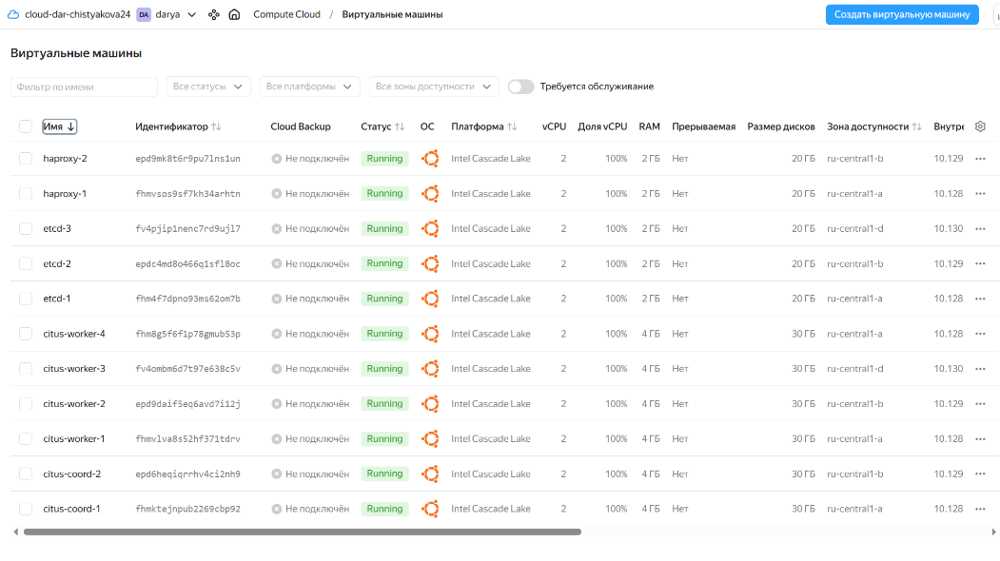 cloud-dar-chistyakova24 DA darya Compute Cloud / Виртуальные машины Создать виртуальную машину
Виртуальные машины
Фильтр по имени Все статусы Все платформы Все зоны доступности Требуется обслуживание
Имя ↓ Идентификатор Cloud Backup Статус ОС Платформа vCPU Доля vCPU RAM Прерываемая Размер дисков Зона доступности Внутре
haproxy-2 epd9mk8t6r9pu7lns1un Не подключён Running Intel Cascade Lake 2 100% 2 ГБ Нет 20 ГБ ru-central1-b 10.129
haproxy-1 fhmvsos9sf7kh34arhtn Не подключён Running Intel Cascade Lake 2 100% 2 ГБ Нет 20 ГБ ru-central1-a 10.128
etcd-3 fv4pjip1nenc7rd9ujl7 Не подключён Running Intel Cascade Lake 2 100% 2 ГБ Нет 20 ГБ ru-central1-d 10.130
etcd-2 epdc4md8o466q1sfl8oc Не подключён Running Intel Cascade Lake 2 100% 2 ГБ Нет 20 ГБ ru-central1-b 10.129
etcd-1 fhm4f7dpno93ms62om7b Не подключён Running Intel Cascade Lake 2 100% 2 ГБ Нет 20 ГБ ru-central1-a 10.128
citus-worker-4 fhm8g5f6f1p78gmub53p Не подключён Running Intel Cascade Lake 2 100% 4 ГБ Нет 30 ГБ ru-central1-a 10.128
citus-worker-3 fv4ombm6d7t97e638c5v Не подключён Running Intel Cascade Lake 2 100% 4 ГБ Нет 30 ГБ ru-central1-d 10.130
citus-worker-2 epd9daif5eq6avd7i12j Не подключён Running Intel Cascade Lake 2 100% 4 ГБ Нет 30 ГБ ru-central1-b 10.129
citus-worker-1 fhmvlva8s52hf371tdrv Не подключён Running Intel Cascade Lake 2 100% 4 ГБ Нет 30 ГБ ru-central1-a 10.128
citus-coord-2 epd6heqiqrrhv4ci2nh9 Не подключён Running Intel Cascade Lake 2 100% 4 ГБ Нет 30 ГБ ru-central1-b 10.129
citus-coord-1 fhmktejnpub2269cbp92 Не подключён Running Intel Cascade Lake 2 100% 4 ГБ Нет 30 ГБ ru-central1-a 10.128